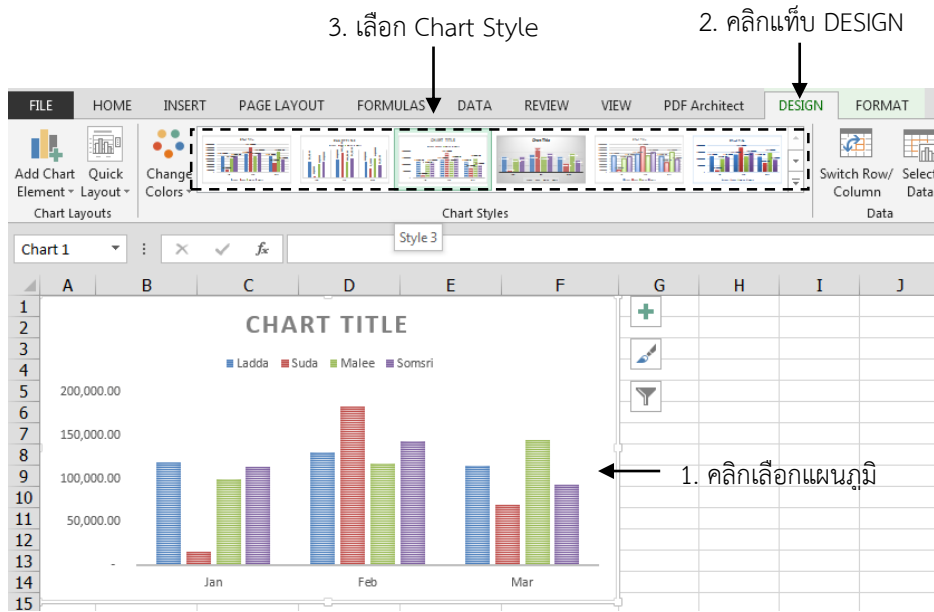 3. เลือก Chart Style
2. คลิกแท็บ DESIGN
FILE HOME INSERT PAGE LAYOUT FORMULAS DATA REVIEW VIEW PDF Architect DESIGN FORMAT
Add Chart Element
Quick Layout
Change Colors
Switch Row/ Column
Select Data
Chart Layouts
Chart Styles
Data
Style 3
Chart 1
fx
A B C D E F G H I J
1
2
3
4
5
6
7
8
9
10
11
12
13
14
15
CHART TITLE
Ladda Suda Malee Somsri
200,000.00
150,000.00
100,000.00
50,000.00
-
Jan Feb Mar
1. คลิกเลือกแผนภูมิ